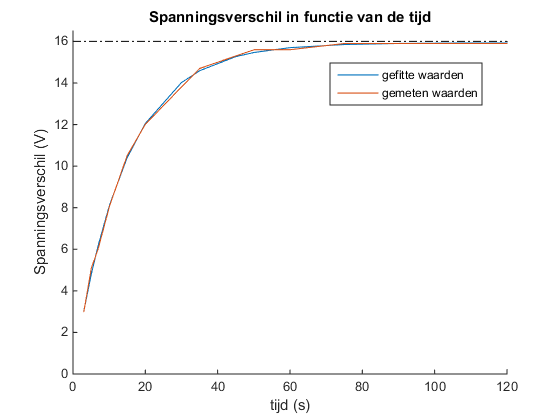 Spanningsverschil in functie van de tijd
Spanningsverschil (V)
16
14
12
10
8
6
4
2
0
gefitte waarden
gemeten waarden
0 20 40 60 80 100 120
tijd (s)